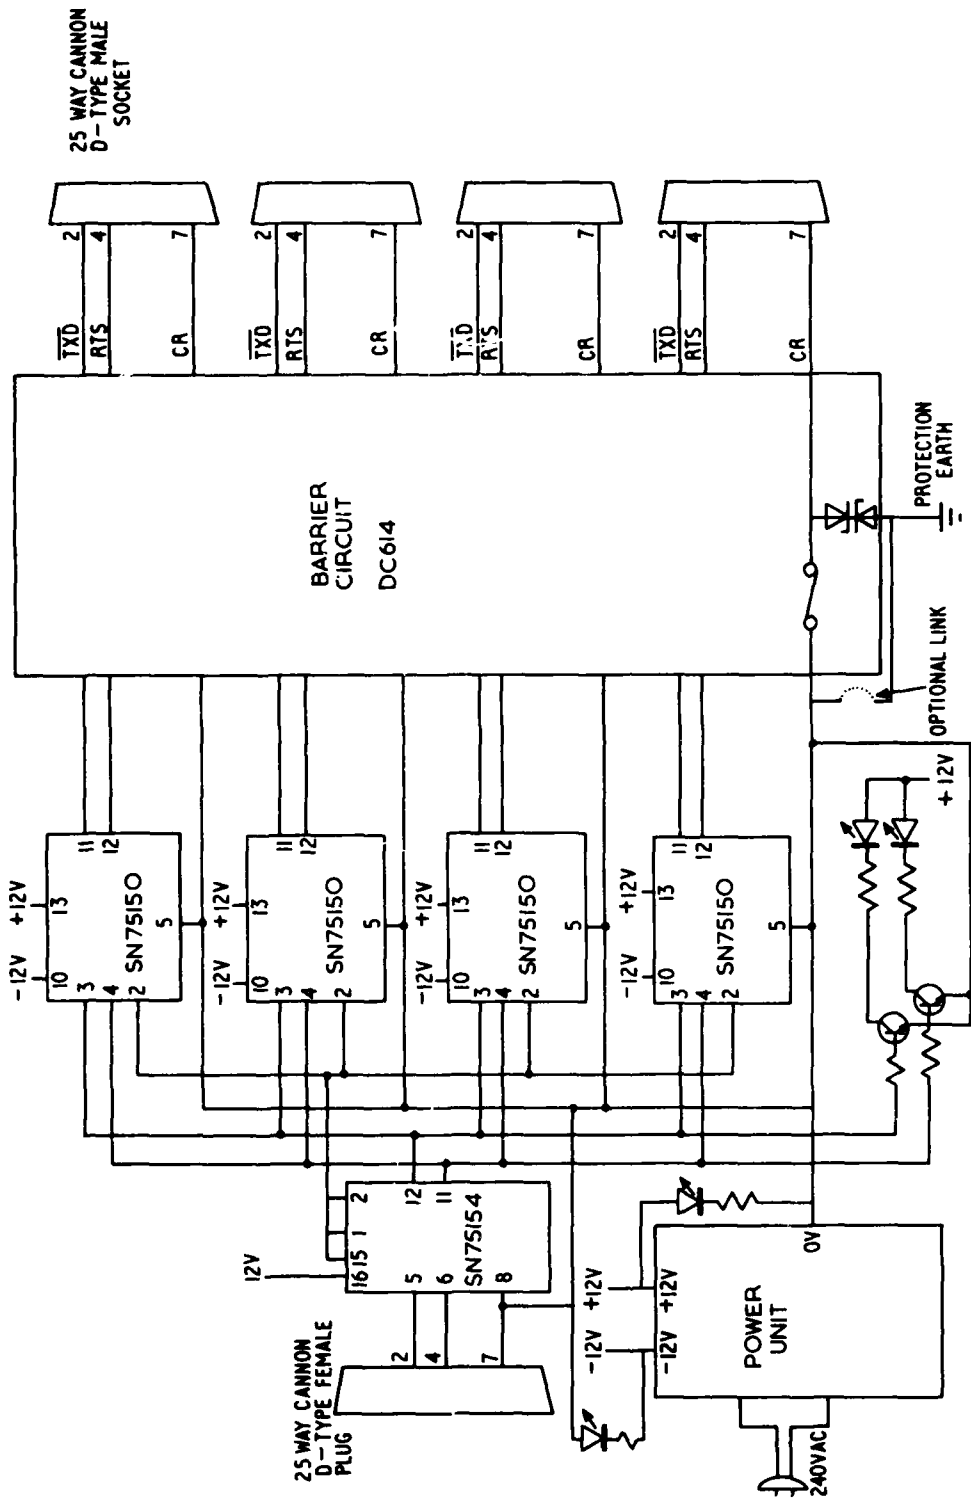 25 WAY CANNON
D-TYPE MALE
SOCKET
2
4
7
TXD
RTS
CR
2
4
7
TXD
RTS
CR
2
4
7
TXD
RTS
CR
2
4
7
TXD
RTS
CR
BARRIER
CIRCUIT
DC614
PROTECTION
EARTH
OPTIONAL LINK
-12V +12V
10 13
3 11
4 12
2 5
SN75150
-12V +12V
10 13
3 11
4 12
2 5
SN75150
-12V +12V
10 13
3 11
4 12
2 5
SN75150
-12V +12V
10 13
3 11
4 12
2 5
SN75150
+12V
12V
16 15 1 2
5 12
6 11
SN75154
8
25 WAY CANNON
D-TYPE FEMALE
PLUG
2
4
7
-12V +12V
-12V +12V
POWER
UNIT
0V
240VAC